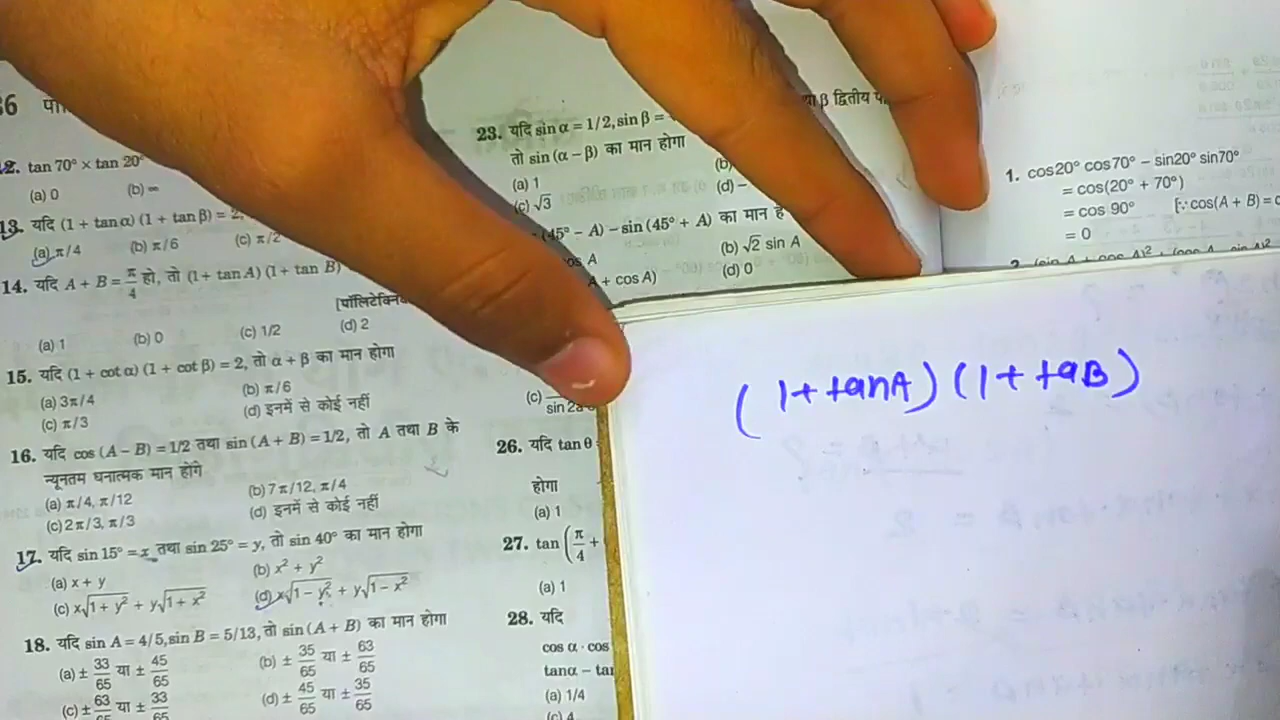 36
12. tan 70° × tan 20°
(a) 0 (b) ∞
13. यदि (1 + tan α) (1 + tan β) = 2,
(a) π/4 (b) π/6 (c) π/2
14. यदि A + B = π/4 हो, तो (1 + tan A) (1 + tan B)
(a) 1 (b) 0 (c) 1/2 (d) 2
15. यदि (1 + cot α) (1 + cot β) = 2, तो α + β का मान होगा
(a) 3π/4 (b) π/6
(c) π/3 (d) इनमें से कोई नहीं
16. यदि cos (A − B) = 1/2 तथा sin (A + B) = 1/2, तो A तथा B के
न्यूनतम घनात्मक मान होंगे
(a) π/4, π/12 (b) 7π/12, π/4
(c) 2π/3, π/3 (d) इनमें से कोई नहीं
17. यदि sin 15° = x तथा sin 25° = y, तो sin 40° का मान होगा
(a) x + y (b) x² + y²
(c) x√1 + y² + y√1 + x² (d) x√1 − y² + y√1 − x²
18. यदि sin A = 4/5, sin B = 5/13, तो sin (A + B) का मान होगा
(a) ± 33/65 या ± 45/65 (b) ± 35/65 या ± 63/65
(c) ± 63/65 या ± 33/65 (d) ± 45/65 या ± 35/65
β द्वितीय
23. यदि sin α = 1/2, sin β =
तो sin (α − β) का मान होगा
(a) 1 (b)
(c) √3 (d) −
(45° − A) − sin (45° + A) का मान है
A (b) √2 sin A
A + cos A) (d) 0
(c)
26. यदि tan θ
होगा
(a) 1
27. tan (π/4 +
(a) 1
28. यदि
cos α · cos
tan α −
(a) 1/4
(c) 4
1. cos20° cos70° − sin20° sin70°
= cos(20° + 70°)
= cos 90° [∵ cos(A + B) =
= 0
(1 + tanA) (1 + taB)